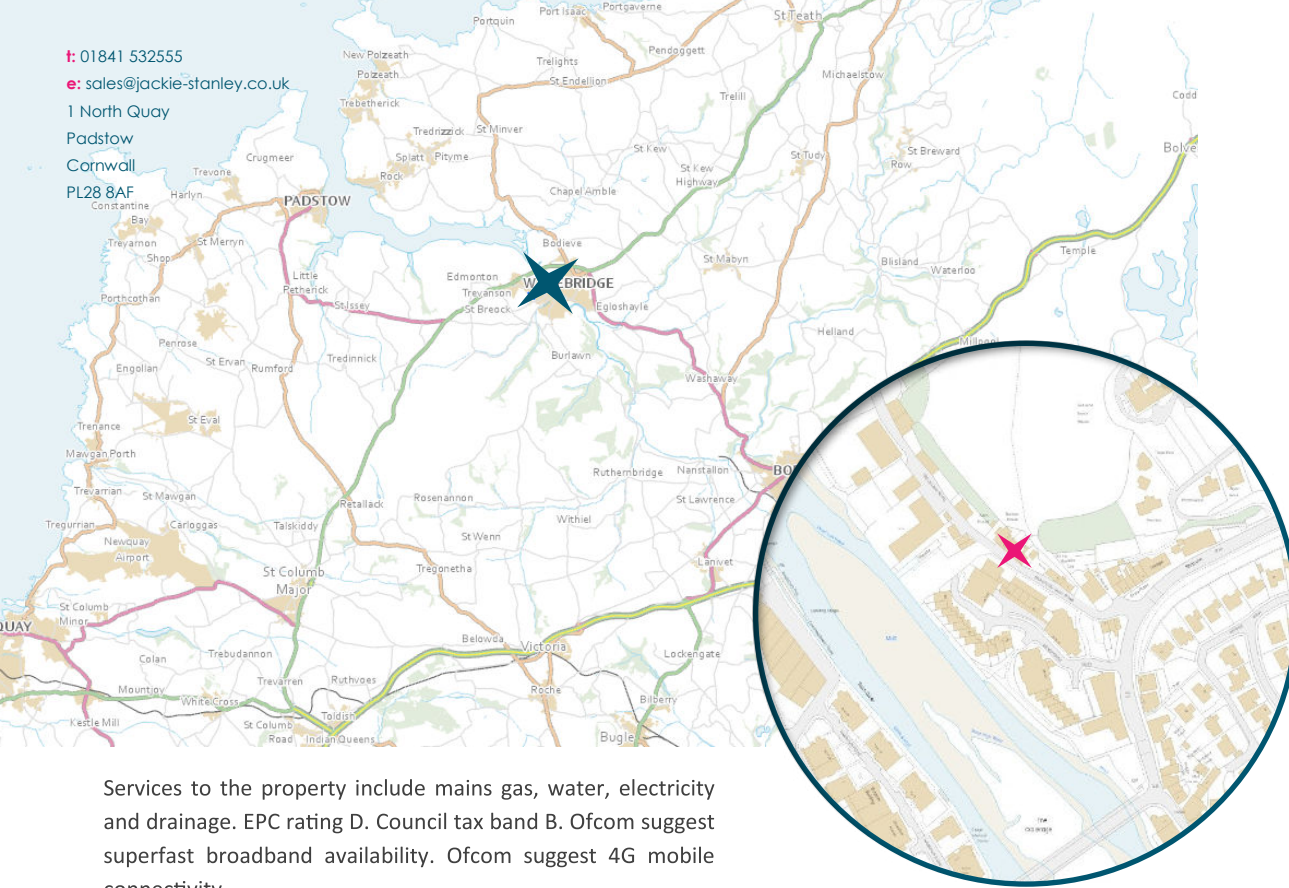 t: 01841 532555
e: sales@jackie-stanley.co.uk
1 North Quay
Padstow
Cornwall
PL28 8AF
Portquin
Port Isaac
Portgaverne
St Teath
New Polzeath
Polzeath
Trelights
Pendoggett
St Endellion
Michaelstow
Trebetherick
Trelill
Codd
Tredrizzick
St Minver
Splatt
Pityme
St Kew
St Tudy
St Breward
Row
Bolve
Crugmeer
Trevone
Rock
St Kew
Highway
Harlyn
Chapel Amble
PADSTOW
Constantine
Bay
Treyarnon
St Merryn
Shop
Bodieve
St Mabyn
Blisland
Waterloo
Temple
Little
Petherick
Edmonton
Trevanson
EBRIDGE
Porthcothan
St Issey
St Breock
Egloshayle
Helland
Penrose
Engollan
St Ervan
Rumford
Tredinnick
Burlawn
Washaway
St Eval
Trenance
Mawgan Porth
Ruthernbridge
Nanstallon
BO
Trevarrian
St Mawgan
Retallack
Rosenannon
St Lawrence
Tregurrian
Carloggas
Talskiddy
Withiel
Newquay
Airport
St Wenn
St Columb
Major
Tregonetha
Lanivet
St Columb
Minor
QUAY
Colan
Trebudannon
Belowda
Victoria
Lockengate
Mountjoy
Trevarren
Ruthvoes
Roche
White Cross
Bilberry
Kestle Mill
St Columb
Road
Toldish
Indian Queens
Bugle
Mud
The
Old Bridge
Services to the property include mains gas, water, electricity
and drainage. EPC rating D. Council tax band B. Ofcom suggest
superfast broadband availability. Ofcom suggest 4G mobile
connectivity